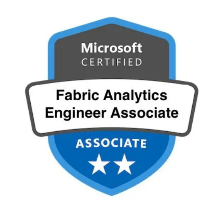 Microsoft
CERTIFIED
Fabric Analytics
Engineer Associate
ASSOCIATE